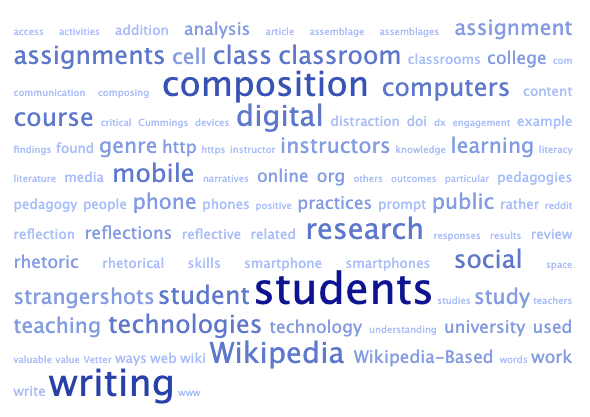 access activities addition analysis article assemblage assemblages assignment
assignments cell class classroom classrooms college com
communication composing composition computers content
course critical Cummings devices digital distraction doi dx engagement example
findings found genre http https instructor instructors knowledge learning literacy
literature media mobile narratives online org others outcomes particular pedagogies
pedagogy people phone phones positive practices prompt public rather reddit
reflection reflections reflective related research responses results review
rhetoric rhetorical skills smartphone smartphones social space
strangershots student students studies study teachers
teaching technologies technology understanding university used
valuable value Vetter ways web wiki Wikipedia Wikipedia-Based words work
write writing www